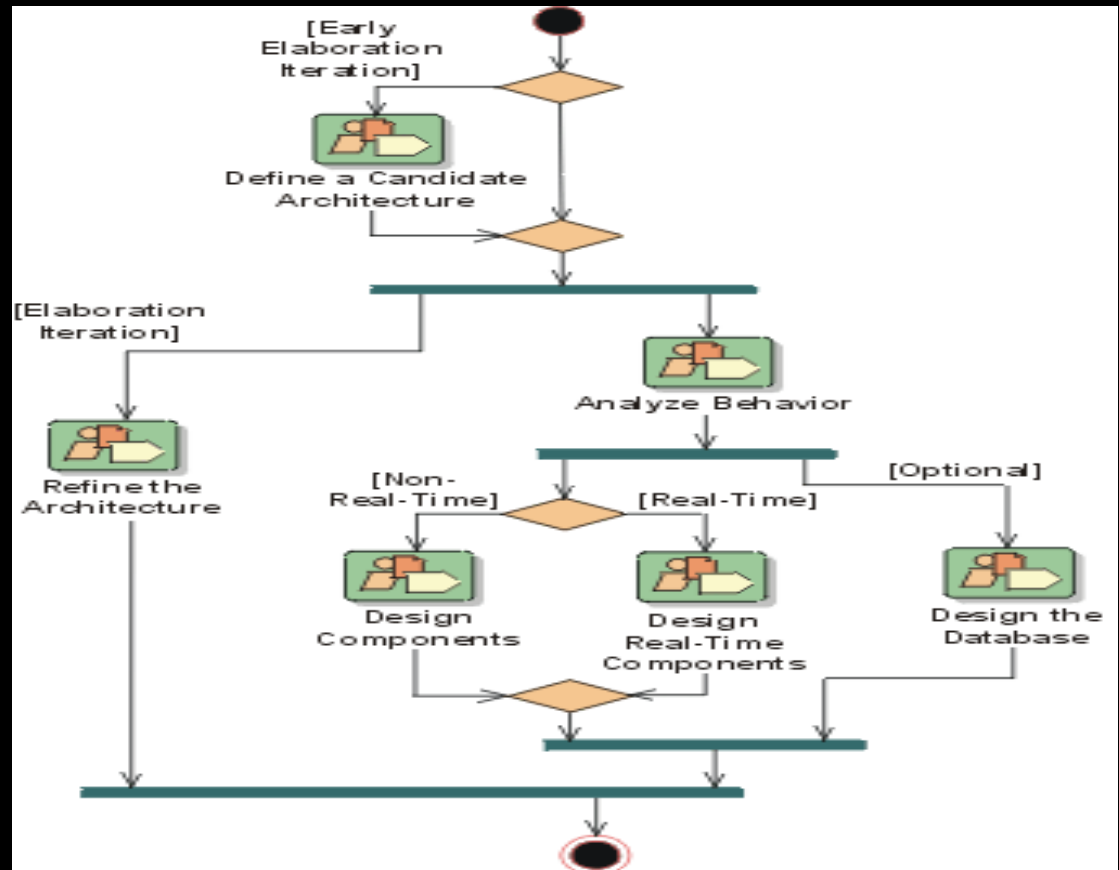 [Early
Elaboration
Iteration]
Define a Candidate
Architecture
[Elaboration
Iteration]
Analyze Behavior
Refine the
Architecture
[Non-
Real-Time]
[Real-Time]
[Optional]
Design
Components
Design
Real-Time
Components
Design the
Database